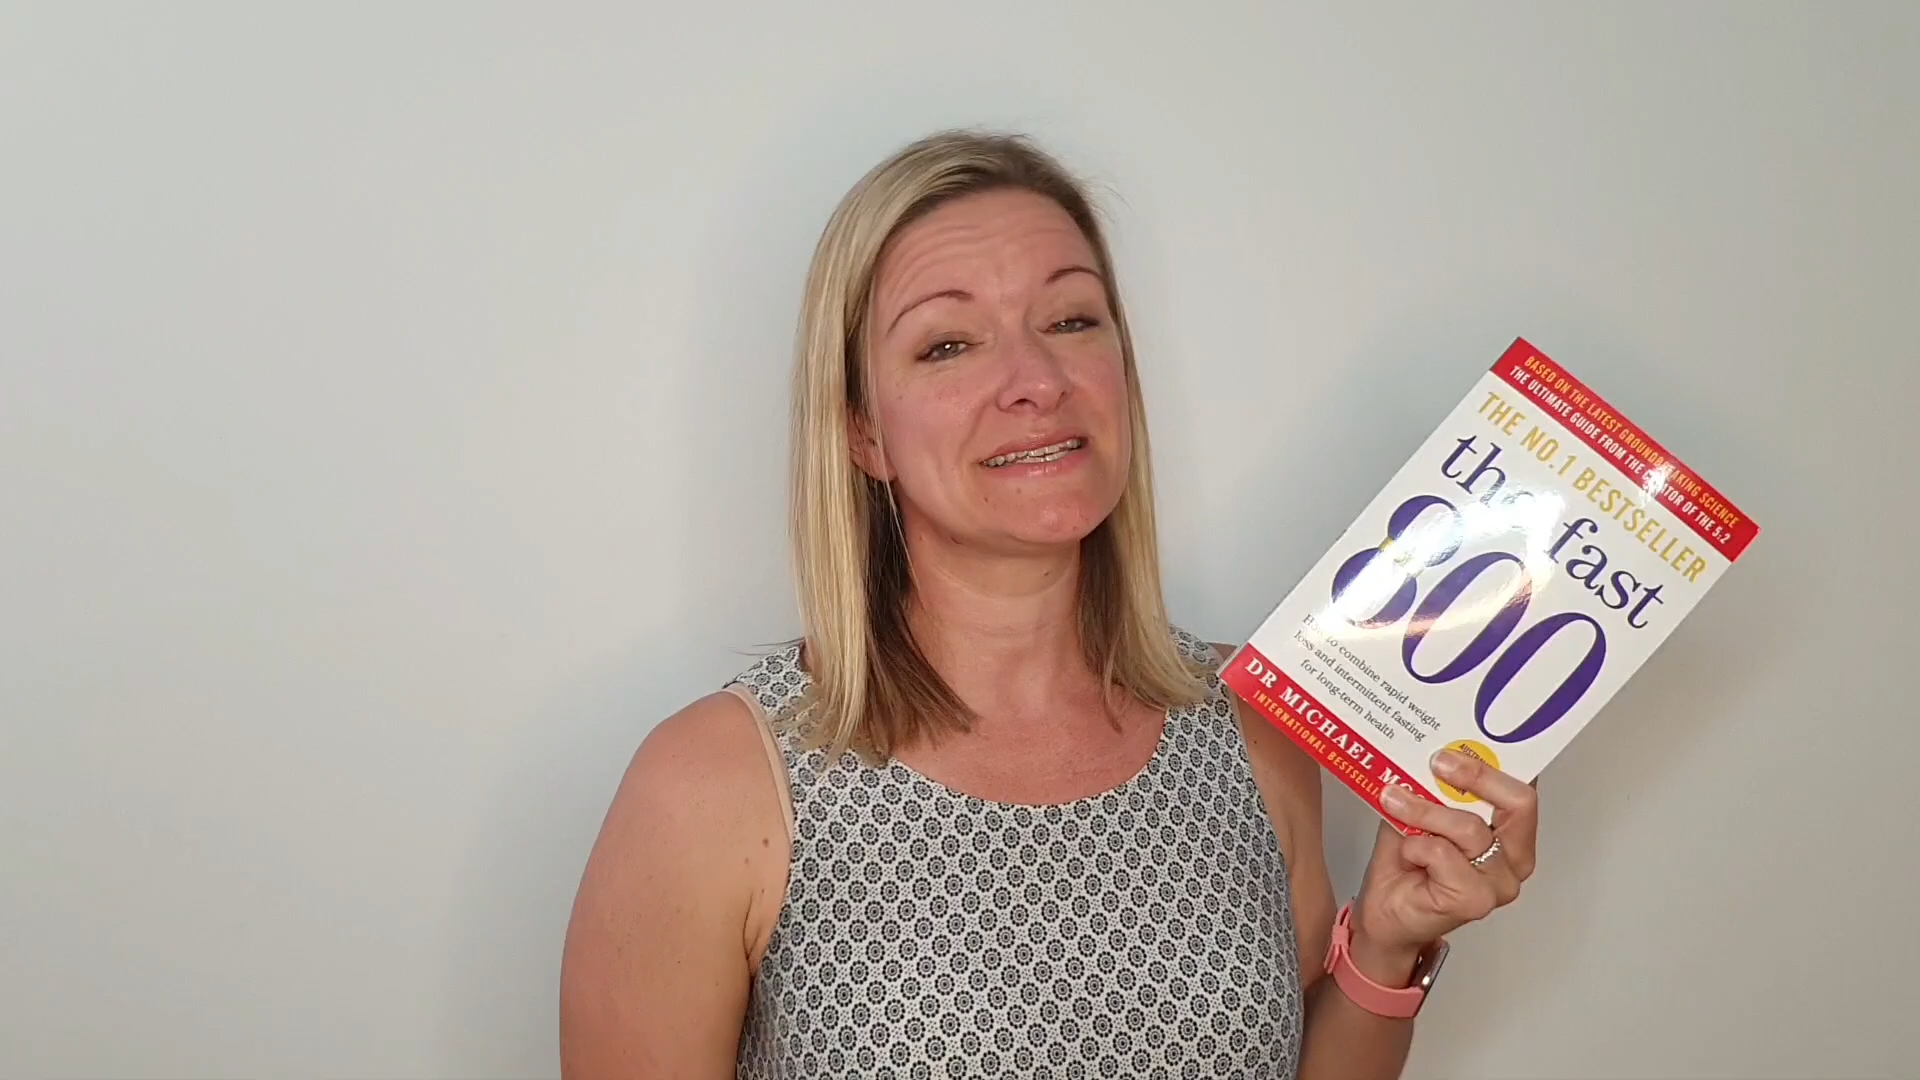 BASED ON THE LATEST GROUNDBREAKING SCIENCE
THE ULTIMATE GUIDE FROM THE CREATOR OF THE 5:2
THE NO.1 BESTSELLER
the fast
800
How to combine rapid weight
loss and intermittent fasting
for long-term health
DR MICHAEL
INTERNATIONAL